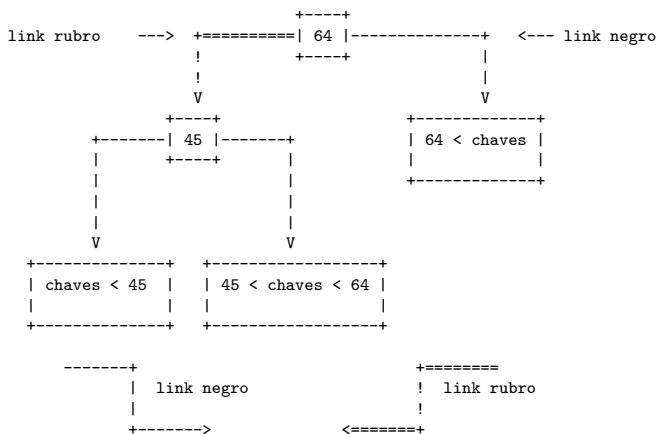 64
link rubro ---> <--- link negro
45
64 < chaves
chaves < 45
45 < chaves < 64
link negro
link rubro